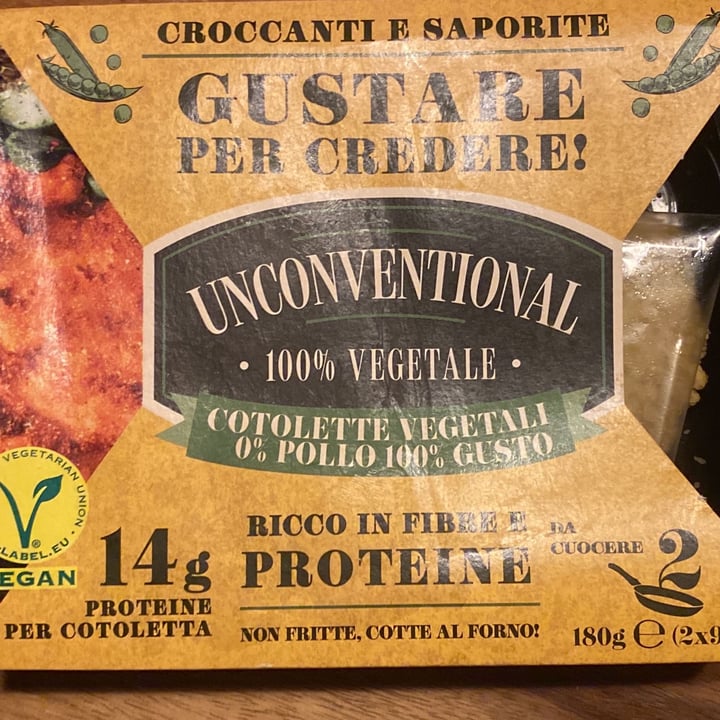 CROCCANTI E SAPORITE
GUSTARE
PER CREDERE!
UNCONVENTIONAL
• 100% VEGETALE •
COTOLETTE VEGETALI
0% POLLO 100% GUSTO
VEGETARIAN UNION •
LABEL.EU •
EGAN
14g
PROTEINE
PER COTOLETTA
RICCO IN FIBRE E
PROTEINE
NON FRITTE, COTTE AL FORNO!
DA
CUOCERE
2
180g ℮ (2x9